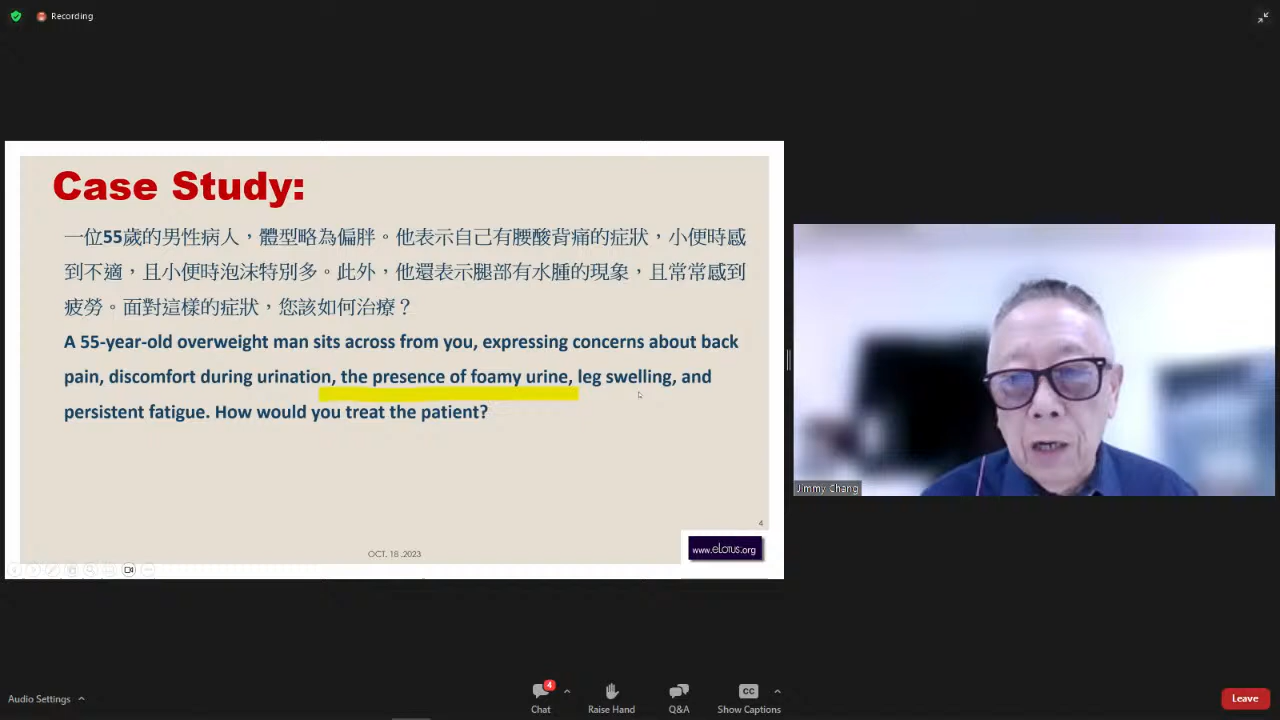 Recording
Case Study:
一位55歲的男性病人，體型略為偏胖。他表示自己有腰酸背痛的症狀，小便時感
到不適，且小便時泡沫特別多。此外，他還表示腿部有水腫的現象，且常常感到
疲勞。面對這樣的症狀，您該如何治療？
A 55-year-old overweight man sits across from you, expressing concerns about back
pain, discomfort during urination, the presence of foamy urine, leg swelling, and
persistent fatigue. How would you treat the patient?
4
OCT. 18 .2023
www.eLotus.org
Jimmy Chang
Audio Settings
4
Chat
Raise Hand
Q&A
CC
Show Captions
Leave